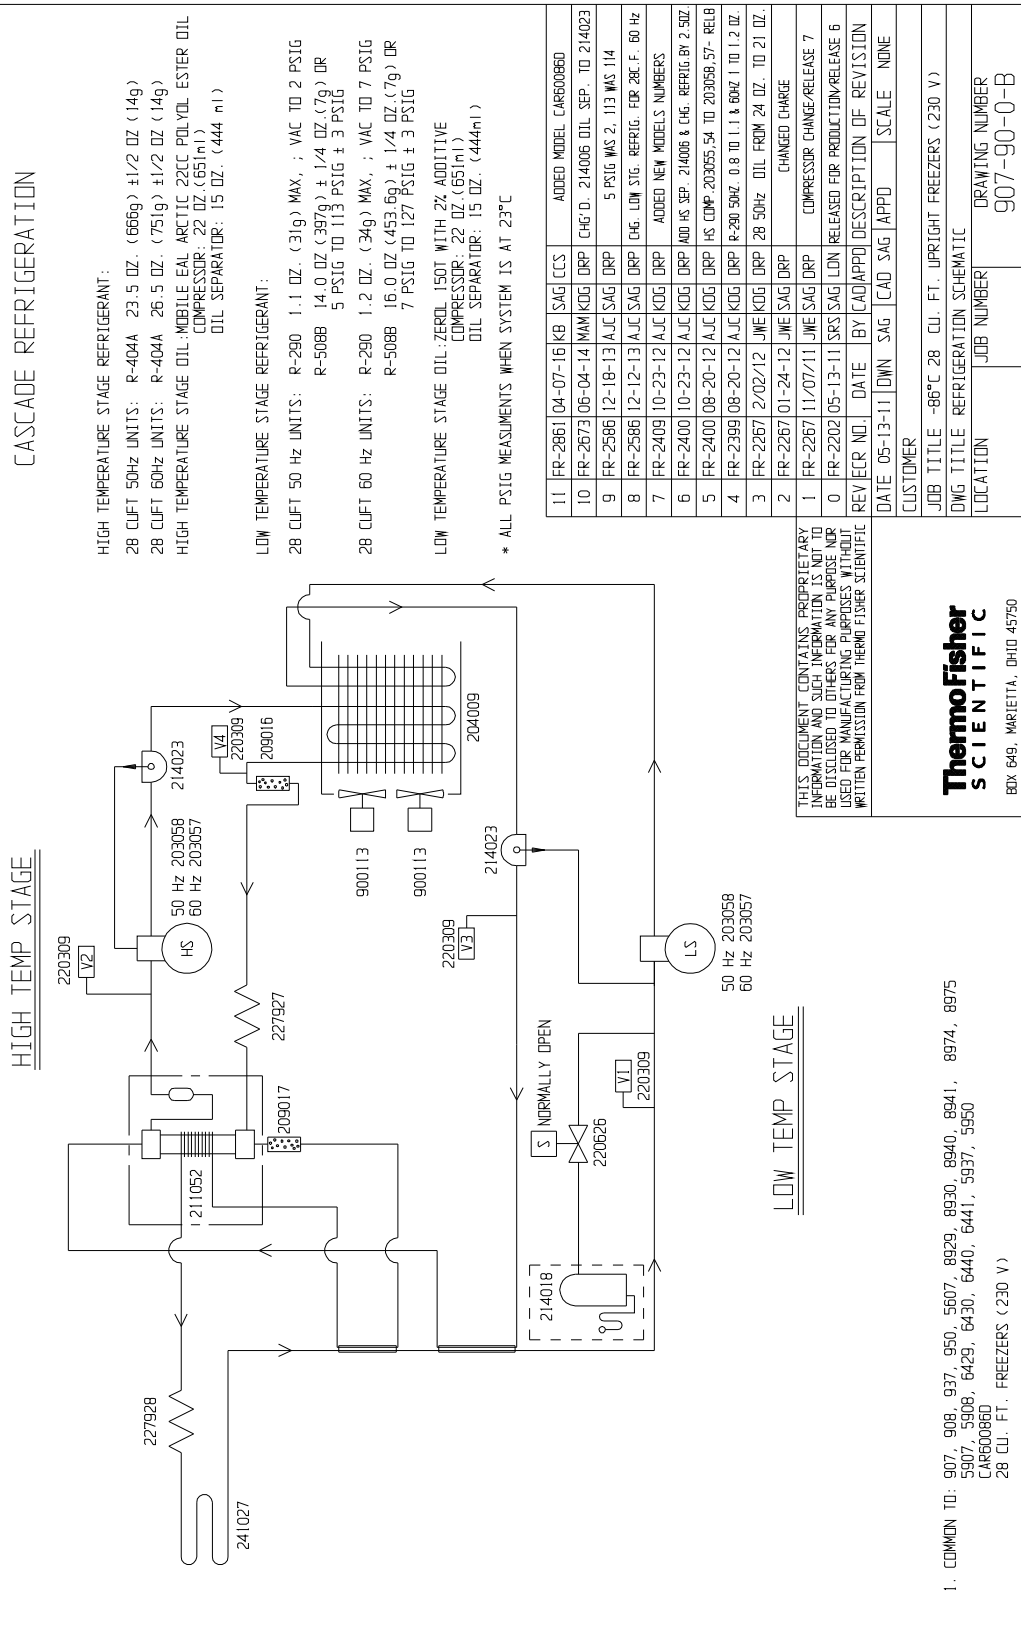 CASCADE REFRIGERATION
HIGH TEMPERATURE STAGE REFRIGERANT:
28 CUFT 50Hz UNITS: R-404A 23.5 OZ. (666g) ±1/2 OZ (14g)
28 CUFT 60Hz UNITS: R-404A 26.5 OZ. (751g) ±1/2 OZ (14g)
HIGH TEMPERATURE STAGE OIL:MOBILE EAL ARCTIC 22CC POLYOL ESTER OIL
COMPRESSOR: 22 OZ.(651ml)
OIL SEPARATOR: 15 OZ. (444 ml)
LOW TEMPERATURE STAGE REFRIGERANT:
28 CUFT 50 Hz UNITS: R-290 1.1 OZ. (31g) MAX, ; VAC TO 2 PSIG
R-508B 14.0 OZ (397g) ± 1/4 OZ.(7g) OR
5 PSIG TO 113 PSIG ± 3 PSIG
28 CUFT 60 Hz UNITS: R-290 1.2 OZ. (34g) MAX, ; VAC TO 7 PSIG
R-508B 16.0 OZ (453.6g) ± 1/4 OZ.(7g) OR
7 PSIG TO 127 PSIG ± 3 PSIG
LOW TEMPERATURE STAGE OIL:ZEROL 150T WITH 2% ADDITIVE
COMPRESSOR: 22 OZ.(651ml)
OIL SEPARATOR: 15 OZ. (444ml)
* ALL PSIG MEASUMENTS WHEN SYSTEM IS AT 23°C
HIGH TEMP STAGE
220309
V2
50 Hz 203058
60 Hz 203057
HS
214023
V4
220309
209016
204009
900113
900113
227927
209017
211052
227928
241027
214023
220309
V3
LS
50 Hz 203058
60 Hz 203057
S
NORMALLY OPEN
220626
V1
220309
214018
LOW TEMP STAGE
1. COMMON TO: 907, 908, 937, 950, 5607, 8929, 8930, 8940, 8941, 8974, 8975
5907, 5908, 6429, 6430, 6440, 6441, 5937, 5950
CAR60086D
28 CU. FT. FREEZERS (230 V)
11 FR-2861 04-07-16 KB SAG CCS ADDED MODEL CAR60086D
10 FR-2673 06-04-14 MAM KDG DRP CHG'D. 214006 OIL SEP. TO 214023
9 FR-2586 12-18-13 AJC SAG DRP 5 PSIG WAS 2, 113 WAS 114
8 FR-2586 12-12-13 AJC SAG DRP CHG. LOW STG. REFRIG. FOR 28C.F. 60 Hz
7 FR-2409 10-23-12 AJC KDG DRP ADDED NEW MODELS NUMBERS
6 FR-2400 10-23-12 AJC KDG DRP ADD HS SEP. 214006 & CHG. REFRIG.BY 2.5OZ.
5 FR-2400 08-20-12 AJC KDG DRP HS COMP.-203055,54 TO 203058,57- RELB
4 FR-2399 08-20-12 AJC KDG DRP R-290 50HZ. 0.8 TO 1.1 & 60HZ 1 TO 1.2 OZ.
3 FR-2267 2/02/12 JWE KDG DRP 28 50Hz OIL FROM 24 OZ. TO 21 OZ.
2 FR-2267 01-24-12 JWE SAG DRP CHANGED CHARGE
1 FR-2267 11/07/11 JWE SAG DRP COMPRESSOR CHANGE/RELEASE 7
0 FR-2202 05-13-11 SRS SAG LDN RELEASED FOR PRODUCTION/RELEASE 6
REV ECR NO. DATE BY CAD APPD DESCRIPTION OF REVISION
DATE 05-13-11 DWN SAG CAD SAG APPD SCALE NONE
CUSTOMER
JOB TITLE -86°C 28 CU. FT. UPRIGHT FREEZERS (230 V)
DWG TITLE REFRIGERATION SCHEMATIC
LOCATION JOB NUMBER DRAWING NUMBER
907-90-0-B
THIS DOCUMENT CONTAINS PROPRIETARY
INFORMATION AND SUCH INFORMATION IS NOT TO
BE DISCLOSED TO OTHERS FOR ANY PURPOSE NOR
USED FOR MANUFACTURING PURPOSES WITHOUT
WRITTEN PERMISSION FROM THERMO FISHER SCIENTIFIC
ThermoFisher
SCIENTIFIC
BOX 649, MARIETTA, OHIO 45750